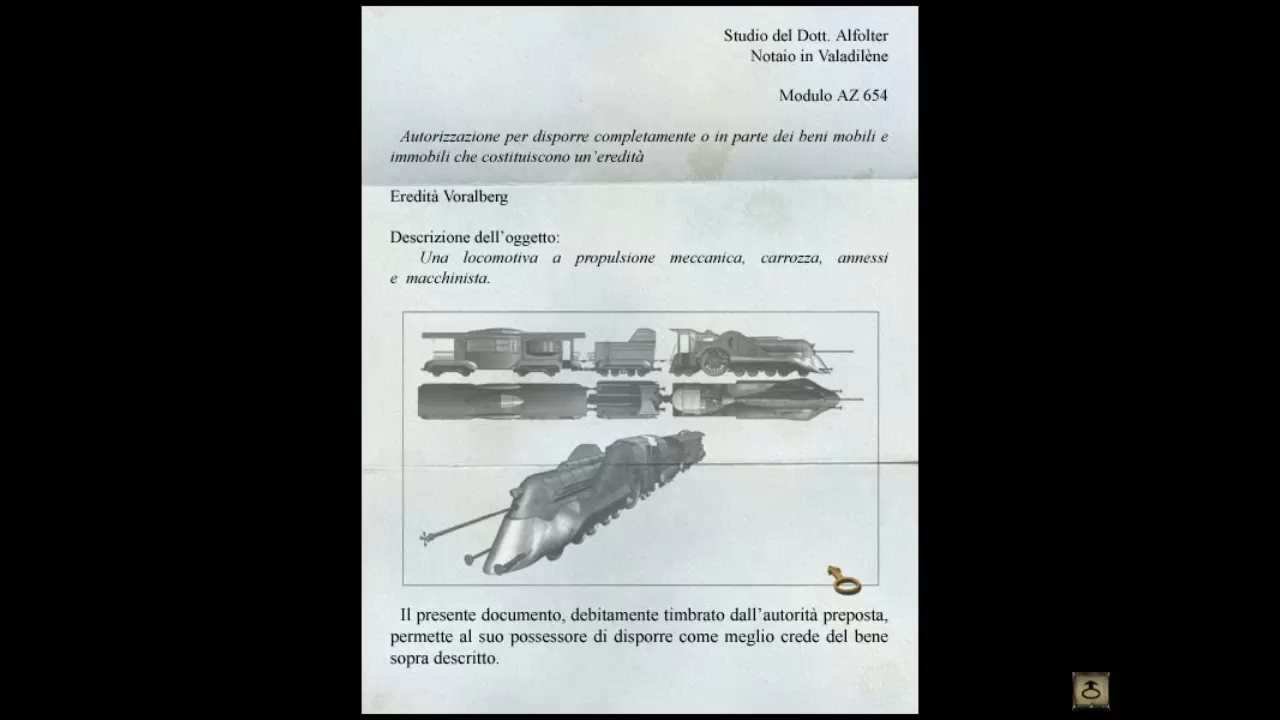 Studio del Dott. Alfolter
Notaio in Valadilène
Modulo AZ 654
Autorizzazione per disporre completamente o in parte dei beni mobili e
immobili che costituiscono un'eredità
Eredità Voralberg
Descrizione dell'oggetto:
Una locomotiva a propulsione meccanica, carrozza, annessi
e macchinista.
Il presente documento, debitamente timbrato dall'autorità preposta,
permette al suo possessore di disporre come meglio crede del bene
sopra descritto.